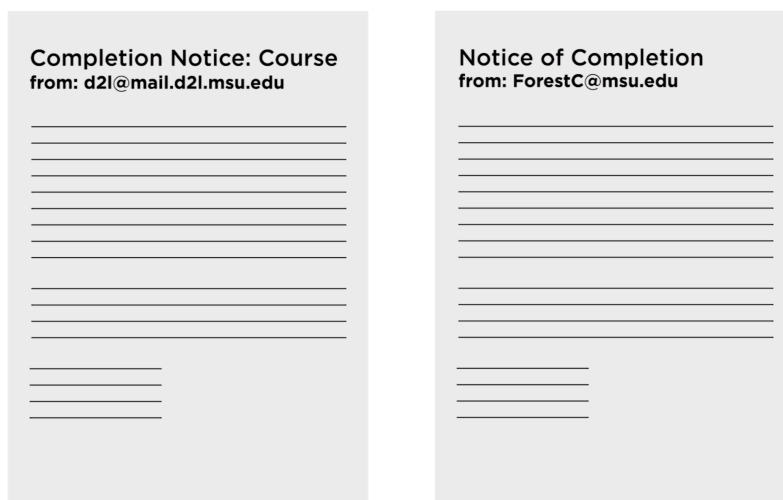 Completion Notice: Course
from: d2l@mail.d2l.msu.edu
Notice of Completion
from: ForestC@msu.edu